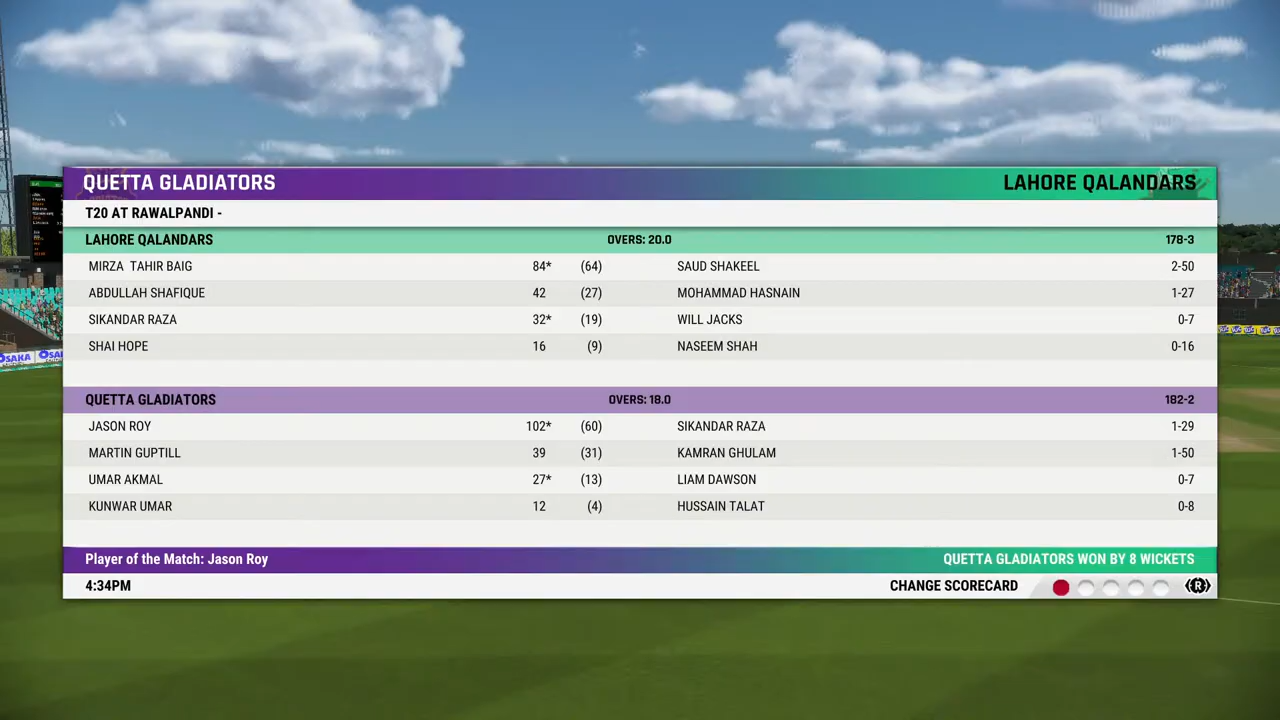 QUETTA GLADIATORS LAHORE QALANDARS
T20 AT RAWALPANDI -
LAHORE QALANDARS OVERS: 20.0 178-3
MIRZA TAHIR BAIG 84* (64) SAUD SHAKEEL 2-50
ABDULLAH SHAFIQUE 42 (27) MOHAMMAD HASNAIN 1-27
SIKANDAR RAZA 32* (19) WILL JACKS 0-7
SHAI HOPE 16 (9) NASEEM SHAH 0-16
QUETTA GLADIATORS OVERS: 18.0 182-2
JASON ROY 102* (60) SIKANDAR RAZA 1-29
MARTIN GUPTILL 39 (31) KAMRAN GHULAM 1-50
UMAR AKMAL 27* (13) LIAM DAWSON 0-7
KUNWAR UMAR 12 (4) HUSSAIN TALAT 0-8
Player of the Match: Jason Roy QUETTA GLADIATORS WON BY 8 WICKETS
4:34PM CHANGE SCORECARD R
OSAKA